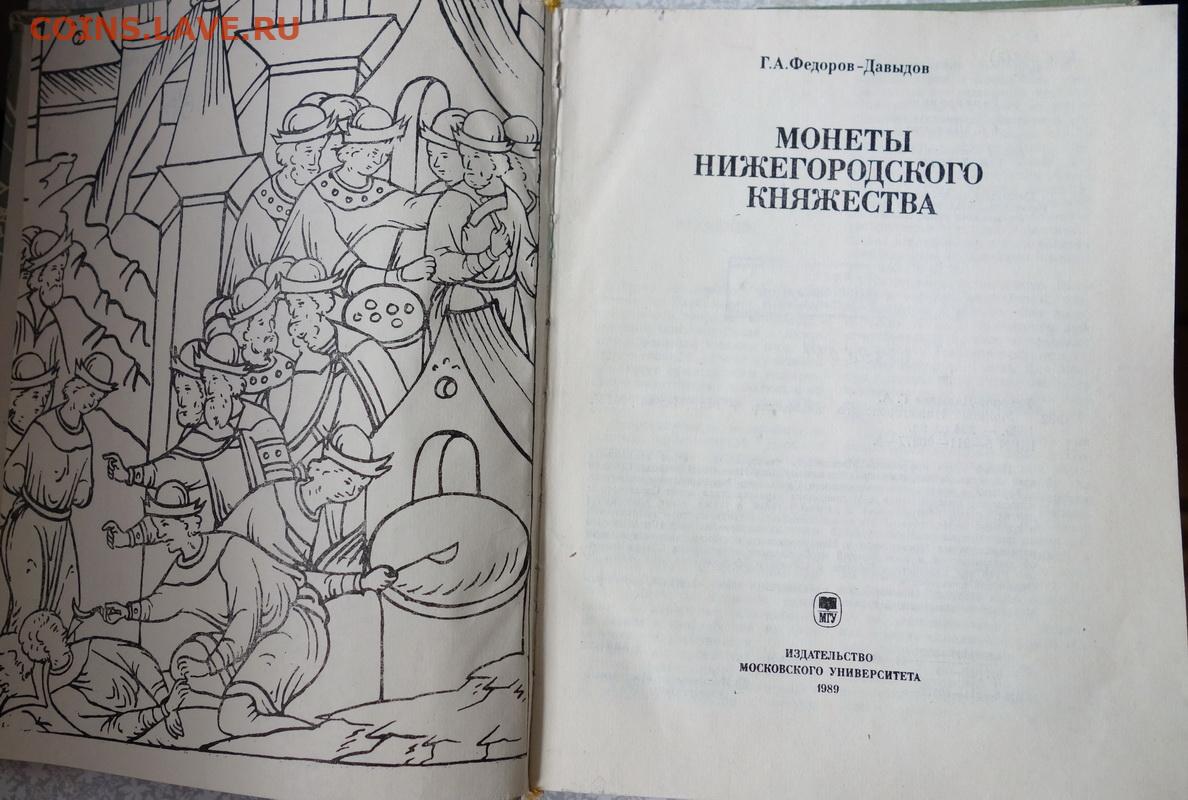 COINS.LAVE.RU
Г.А.Федоров-Давыдов
МОНЕТЫ
НИЖЕГОРОДСКОГО
КНЯЖЕСТВА
МГУ
ИЗДАТЕЛЬСТВО
МОСКОВСКОГО УНИВЕРСИТЕТА
1989